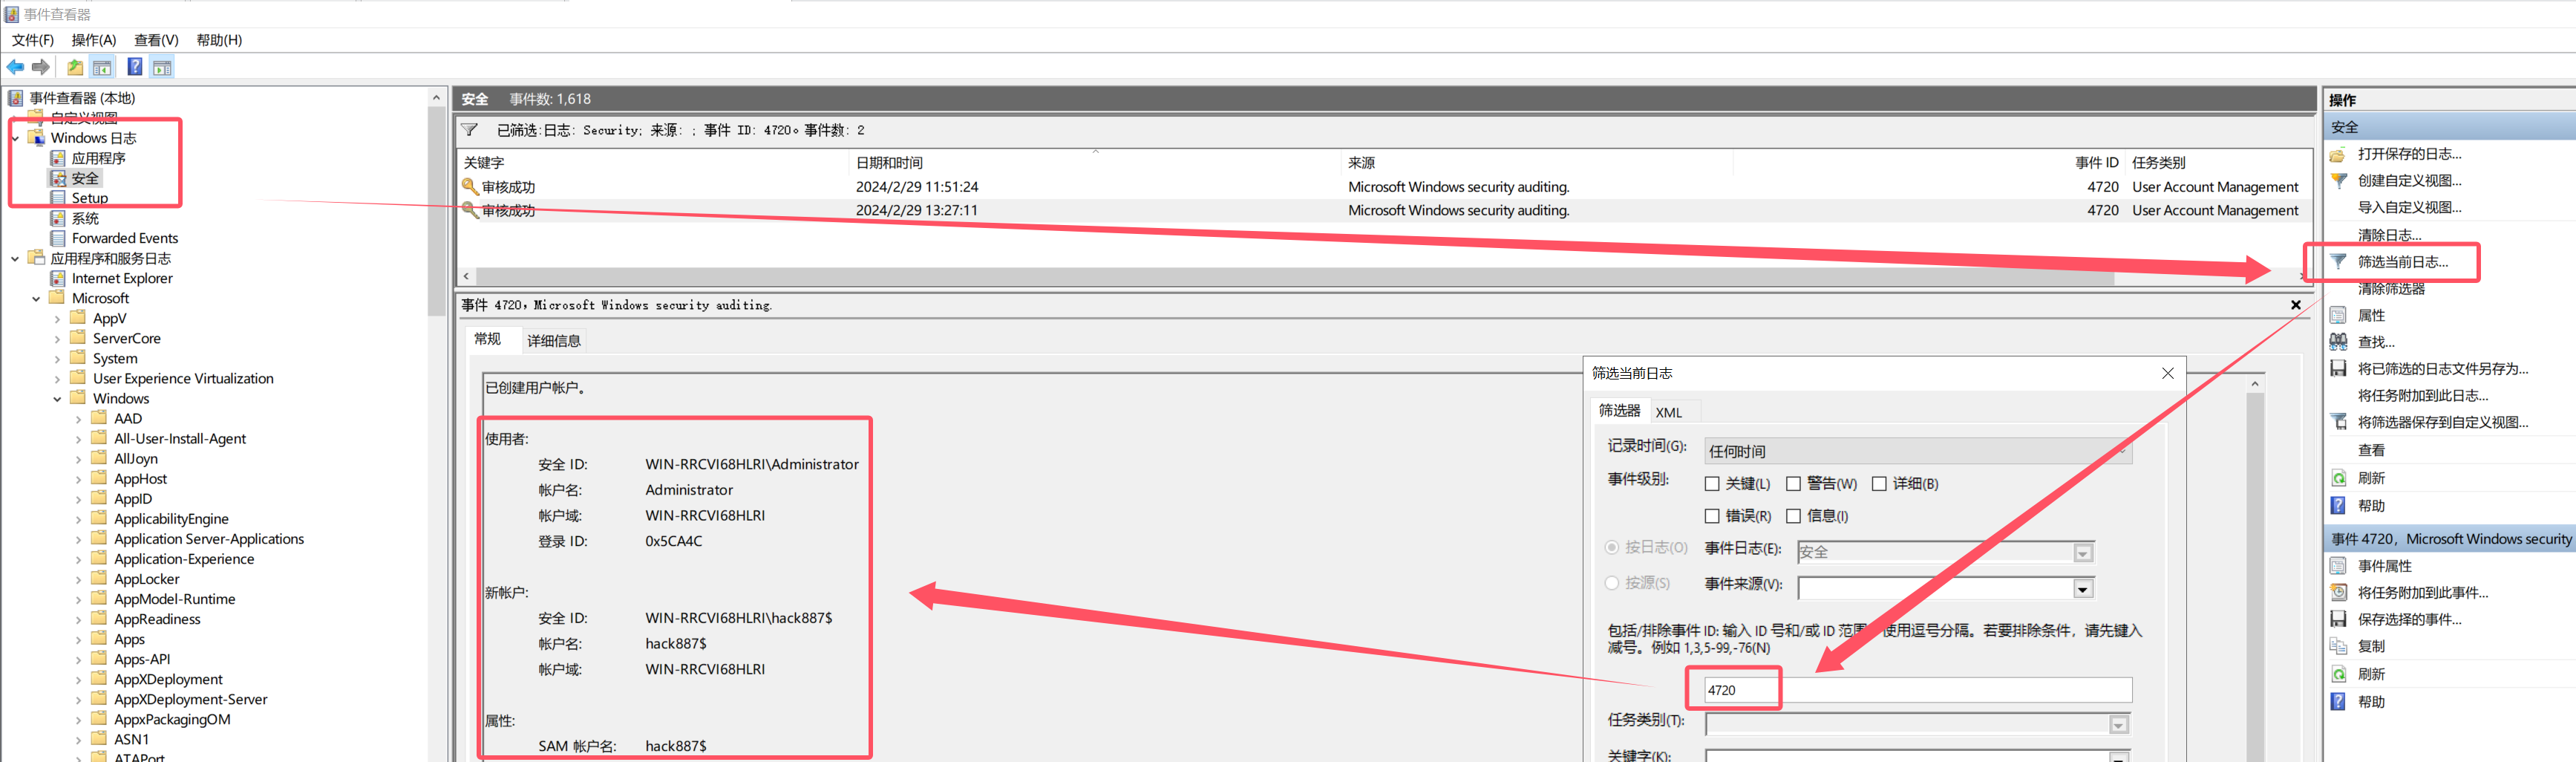 事件查看器
文件(F) 操作(A) 查看(V) 帮助(H)
事件查看器 (本地)
自定义视图
Windows 日志
应用程序
安全
Setup
系统
Forwarded Events
应用程序和服务日志
Internet Explorer
Microsoft
AppV
ServerCore
System
User Experience Virtualization
Windows
AAD
All-User-Install-Agent
AllJoyn
AppHost
AppID
ApplicabilityEngine
Application Server-Applications
Application-Experience
AppLocker
AppModel-Runtime
AppReadiness
Apps
Apps-API
AppXDeployment
AppXDeployment-Server
AppxPackagingOM
ASN1
ATAPort
安全 事件数: 1,618
已筛选:日志: Security; 来源: ; 事件 ID: 4720。事件数: 2
关键字 日期和时间 来源 事件 ID 任务类别
审核成功 2024/2/29 11:51:24 Microsoft Windows security auditing. 4720 User Account Management
审核成功 2024/2/29 13:27:11 Microsoft Windows security auditing. 4720 User Account Management
事件 4720，Microsoft Windows security auditing.
常规 详细信息
已创建用户帐户。
使用者:
安全 ID: WIN-RRCVI68HLRI\Administrator
帐户名: Administrator
帐户域: WIN-RRCVI68HLRI
登录 ID: 0x5CA4C
新帐户:
安全 ID: WIN-RRCVI68HLRI\hack887$
帐户名: hack887$
帐户域: WIN-RRCVI68HLRI
属性:
SAM 帐户名: hack887$
筛选当前日志
筛选器 XML
记录时间(G): 任何时间
事件级别: 关键(L) 警告(W) 详细(B)
错误(R) 信息(I)
按日志(O) 事件日志(E): 安全
按源(S) 事件来源(V):
包括/排除事件 ID: 输入 ID 号和/或 ID 范围 使用逗号分隔。若要排除条件，请先键入
减号。例如 1,3,5-99,-76(N)
4720
任务类别(T):
关键字(K):
操作
安全
打开保存的日志...
创建自定义视图...
导入自定义视图...
清除日志...
筛选当前日志...
清除筛选器
属性
查找...
将已筛选的日志文件另存为...
将任务附加到此日志...
将筛选器保存到自定义视图...
查看
刷新
帮助
事件 4720，Microsoft Windows security
事件属性
将任务附加到此事件...
保存选择的事件...
复制
刷新
帮助